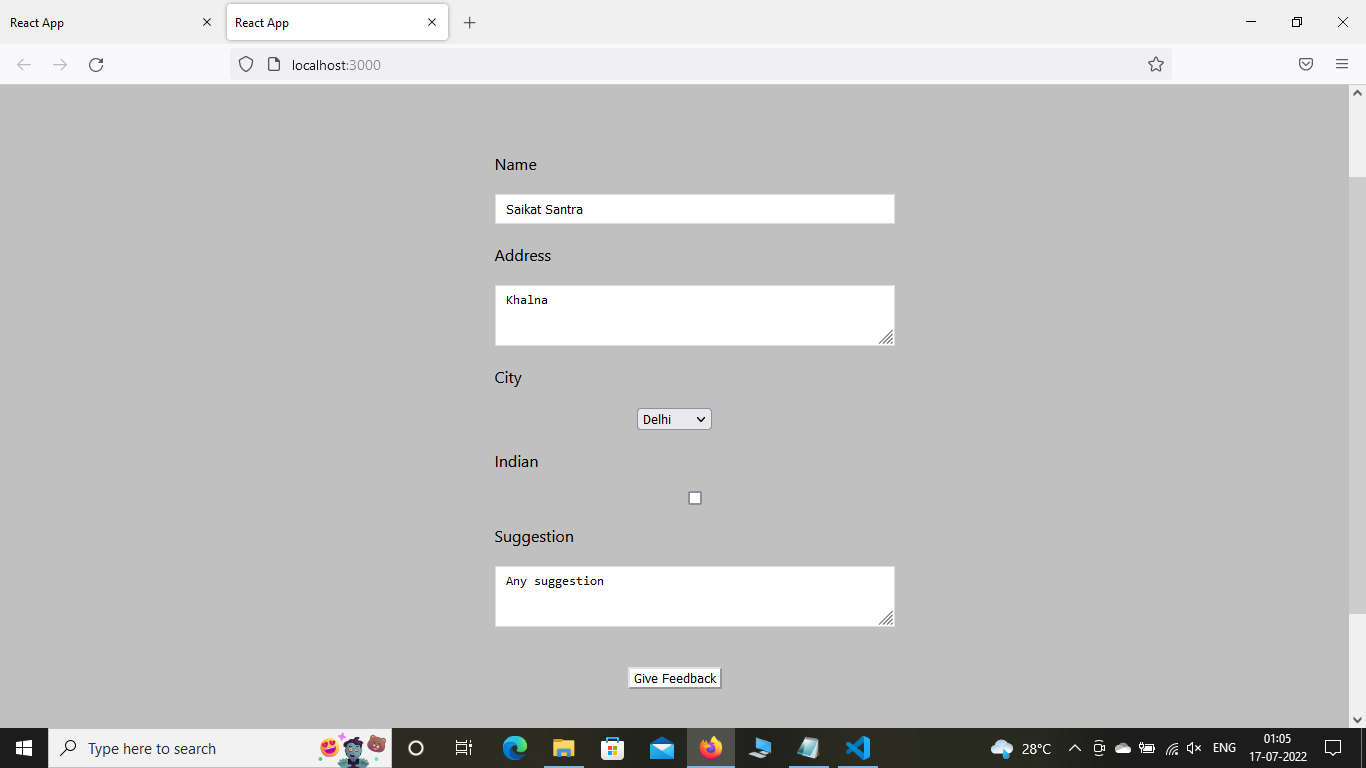 React App
React App
localhost:3000
Name
Saikat Santra
Address
Khalna
City
Delhi
Indian
Suggestion
Any suggestion
Give Feedback
Type here to search
28°C
ENG
01:05
17-07-2022